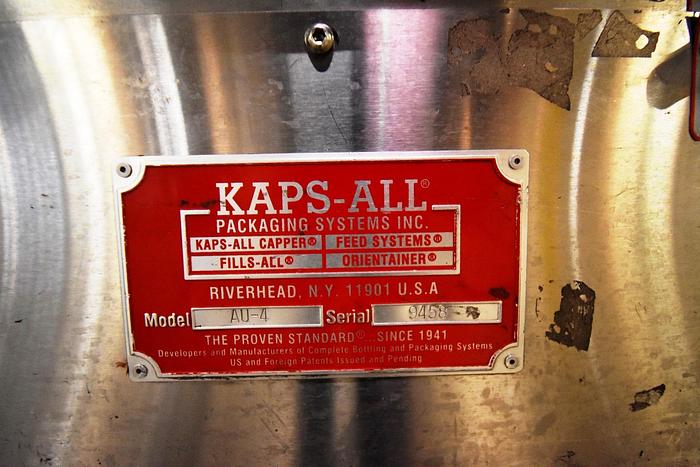 KAPS-ALL®
PACKAGING SYSTEMS INC.
KAPS-ALL CAPPER® FEED SYSTEMS®
FILLS-ALL® ORIENTAINER®
RIVERHEAD, N.Y. 11901 U.S.A
Model AU-4 Serial 9458
THE PROVEN STANDARD®...SINCE 1941
Developers and Manufacturers of Complete Bottling and Packaging Systems
US and Foreign Patents Issued and Pending